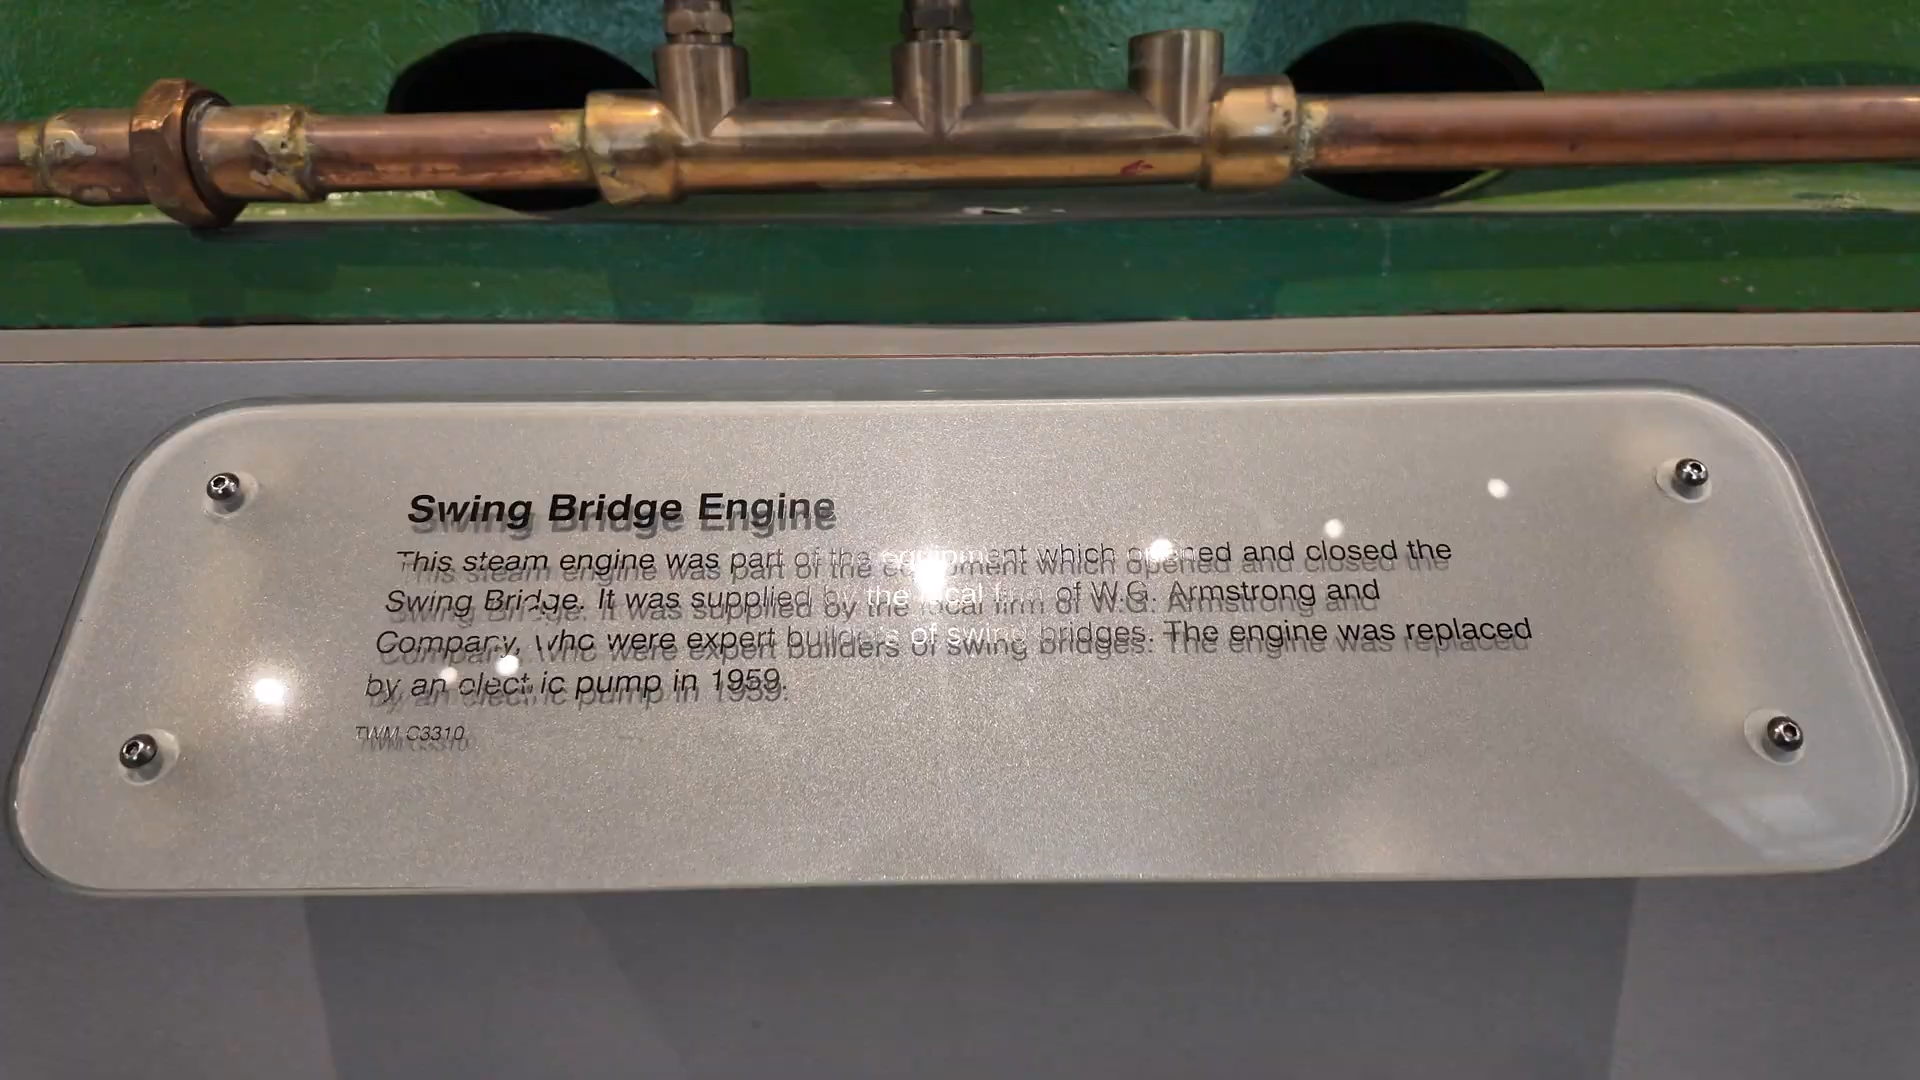 Swing Bridge Engine
This steam engine was part of the equipment which opened and closed the
Swing Bridge. It was supplied by the local firm of W.G. Armstrong and
Company, who were expert builders of swing bridges. The engine was replaced
by an electric pump in 1959.
TWM C3310